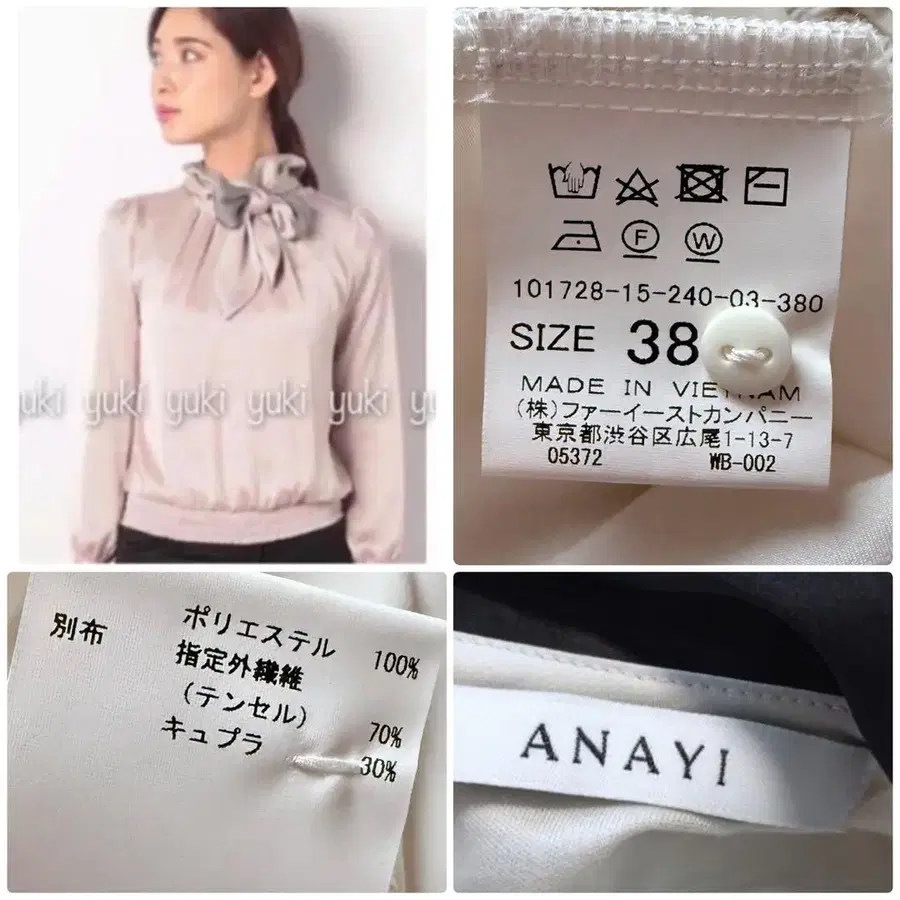 yuki yuki yuki yuki yuki yuki
101728-15-240-03-380
SIZE 38
MADE IN VIETNAM
(株)ファーイーストカンパニー
東京都渋谷区広尾1-13-7
05372 WB-002
別布 ポリエステル 100%
指定外繊維
(テンセル) 70%
キュプラ 30%
ANAYI